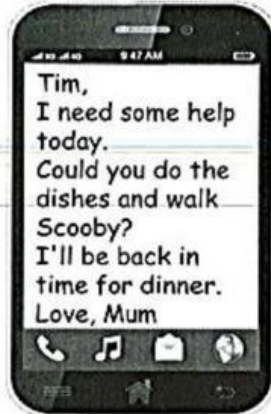 9:47 AM
Tim,
I need some help
today.
Could you do the
dishes and walk
Scooby?
I'll be back in
time for dinner.
Love, Mum